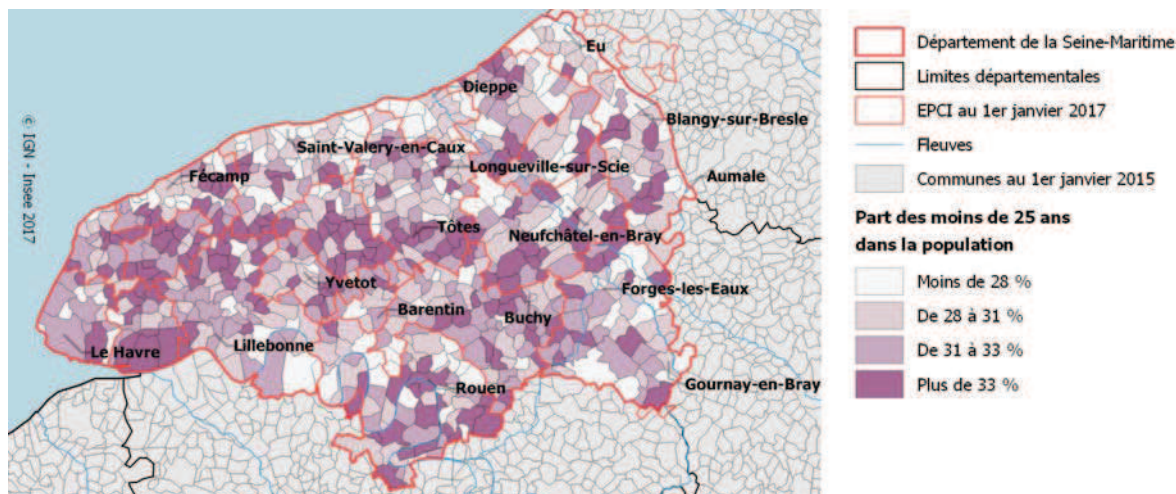 © IGN - Insee 2017
Eu
Dieppe
Blangy-sur-Bresle
Saint-Valery-en-Caux
Longueville-sur-Scie
Fécamp
Aumale
Tôtes
Neufchâtel-en-Bray
Yvetot
Forges-les-Eaux
Barentin
Buchy
Le Havre
Lillebonne
Rouen
Gournay-en-Bray
Département de la Seine-Maritime
Limites départementales
EPCI au 1er janvier 2017
Fleuves
Communes au 1er janvier 2015
Part des moins de 25 ans
dans la population
Moins de 28 %
De 28 à 31 %
De 31 à 33 %
Plus de 33 %